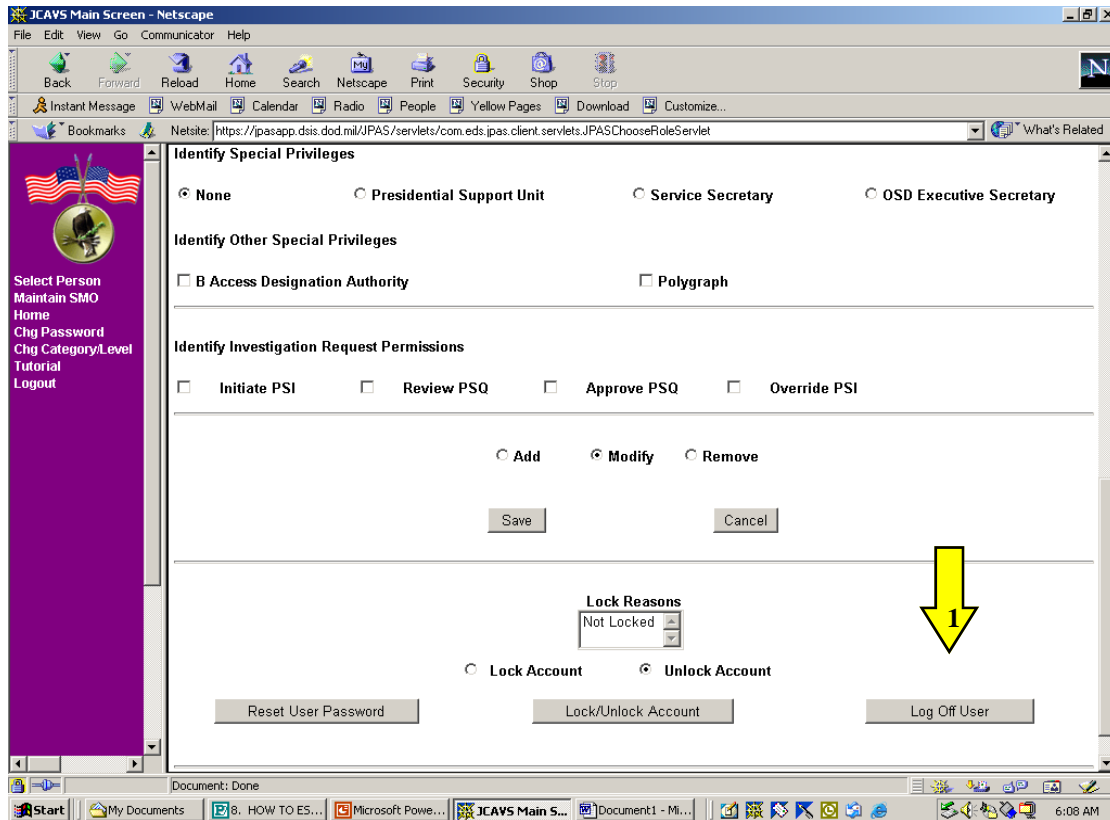 JCAVS Main Screen - Netscape
File Edit View Go Communicator Help
Back Forward Reload Home Search Netscape Print Security Shop Stop
My
N
Instant Message WebMail Calendar Radio People Yellow Pages Download Customize...
Bookmarks Netsite: https://jpasapp.dsis.dod.mil/JPAS/servlets/com.eds.jpas.client.servlets.JPASChooseRoleServlet What's Related
Select Person
Maintain SMO
Home
Chg Password
Chg Category/Level
Tutorial
Logout
Identify Special Privileges
None Presidential Support Unit Service Secretary OSD Executive Secretary
Identify Other Special Privileges
B Access Designation Authority Polygraph
Identify Investigation Request Permissions
Initiate PSI Review PSQ Approve PSQ Override PSI
Add Modify Remove
Save Cancel
1
Lock Reasons
Not Locked
Lock Account Unlock Account
Reset User Password Lock/Unlock Account Log Off User
Document: Done
Start My Documents 8. HOW TO ES... Microsoft Powe... JCAVS Main S... Document1 - Mi... 6:08 AM